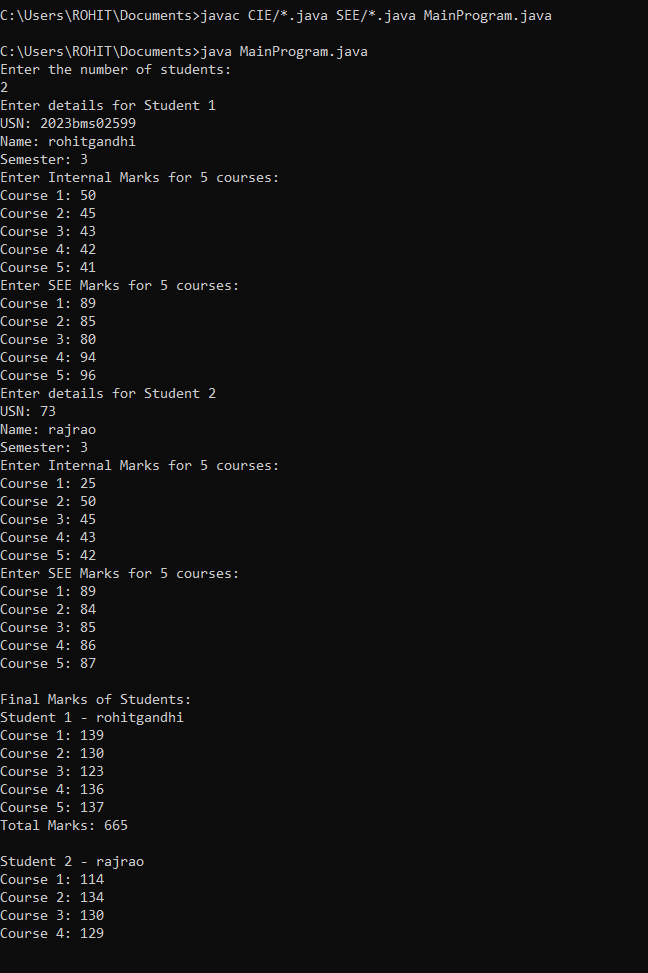 C:\Users\ROHIT\Documents>javac CIE/*.java SEE/*.java MainProgram.java
C:\Users\ROHIT\Documents>java MainProgram.java
Enter the number of students:
2
Enter details for Student 1
USN: 2023bms02599
Name: rohitgandhi
Semester: 3
Enter Internal Marks for 5 courses:
Course 1: 50
Course 2: 45
Course 3: 43
Course 4: 42
Course 5: 41
Enter SEE Marks for 5 courses:
Course 1: 89
Course 2: 85
Course 3: 80
Course 4: 94
Course 5: 96
Enter details for Student 2
USN: 73
Name: rajrao
Semester: 3
Enter Internal Marks for 5 courses:
Course 1: 25
Course 2: 50
Course 3: 45
Course 4: 43
Course 5: 42
Enter SEE Marks for 5 courses:
Course 1: 89
Course 2: 84
Course 3: 85
Course 4: 86
Course 5: 87
Final Marks of Students:
Student 1 - rohitgandhi
Course 1: 139
Course 2: 130
Course 3: 123
Course 4: 136
Course 5: 137
Total Marks: 665
Student 2 - rajrao
Course 1: 114
Course 2: 134
Course 3: 130
Course 4: 129